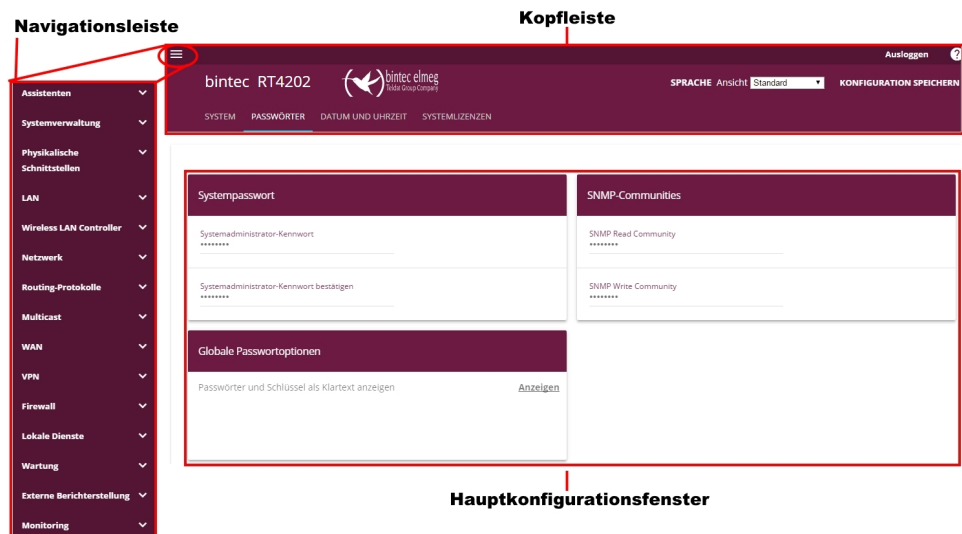 Navigationsleiste
Kopfleiste
Ausloggen ?
bintec RT4202
bintec elmeg
Teldat Group Company
SPRACHE Ansicht Standard KONFIGURATION SPEICHERN
SYSTEM PASSWÖRTER DATUM UND UHRZEIT SYSTEMLIZENZEN
Assistenten
Systemverwaltung
Physikalische
Schnittstellen
LAN
Wireless LAN Controller
Netzwerk
Routing-Protokolle
Multicast
WAN
VPN
Firewall
Lokale Dienste
Wartung
Externe Berichterstellung
Monitoring
Systempasswort
Systemadministrator-Kennwort
••••••••
Systemadministrator-Kennwort bestätigen
••••••••
SNMP-Communities
SNMP Read Community
••••••••
SNMP Write Community
••••••••
Globale Passwortoptionen
Passwörter und Schlüssel als Klartext anzeigen Anzeigen
Hauptkonfigurationsfenster